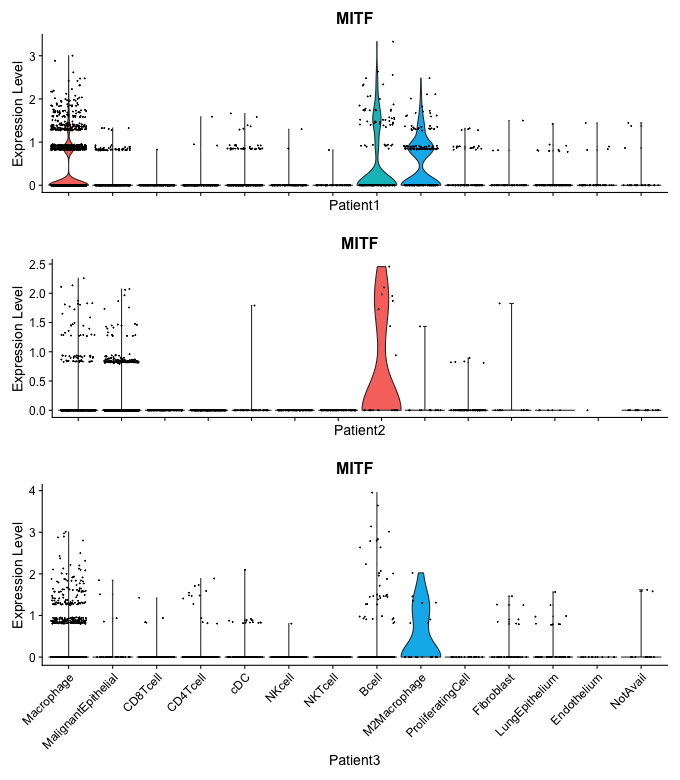 MITF
Expression Level
3
2
1
0
Patient1
MITF
Expression Level
2.5
2.0
1.5
1.0
0.5
0.0
Patient2
MITF
Expression Level
4
3
2
1
0
Macrophage
MalignantEpithelial
CD8Tcell
CD4Tcell
cDC
NKcell
NKTcell
Bcell
M2Macrophage
ProliferatingCell
Fibroblast
LungEpithelium
Endothelium
NotAvail
Patient3